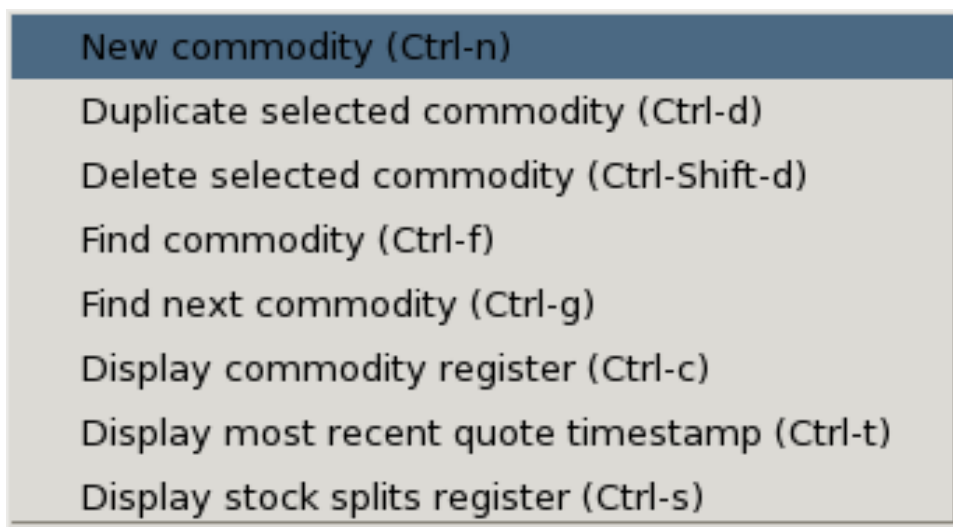 New commodity (Ctrl-n)
Duplicate selected commodity (Ctrl-d)
Delete selected commodity (Ctrl-Shift-d)
Find commodity (Ctrl-f)
Find next commodity (Ctrl-g)
Display commodity register (Ctrl-c)
Display most recent quote timestamp (Ctrl-t)
Display stock splits register (Ctrl-s)